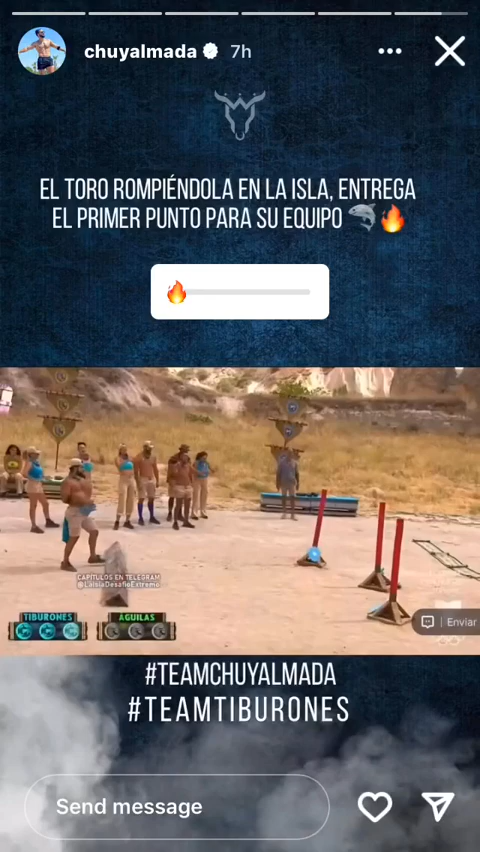 chuyalmada 7h
EL TORO ROMPIÉNDOLA EN LA ISLA, ENTREGA
EL PRIMER PUNTO PARA SU EQUIPO 🦈🔥
🔥
CAPITULOS EN TELEGRAM
@LaIslaDesafioExtremo
Enviar
TIBURONES
AGUILAS
#TEAMCHUYALMADA
#TEAMTIBURONES
Send message